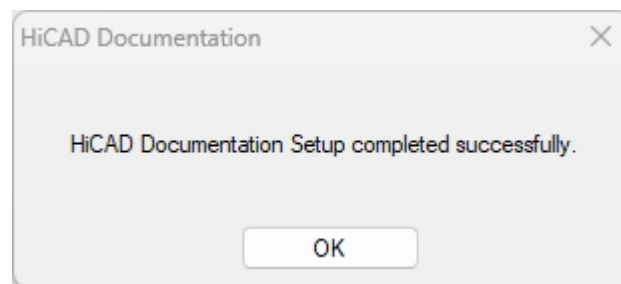 HiCAD Documentation
HiCAD Documentation Setup completed successfully.
OK